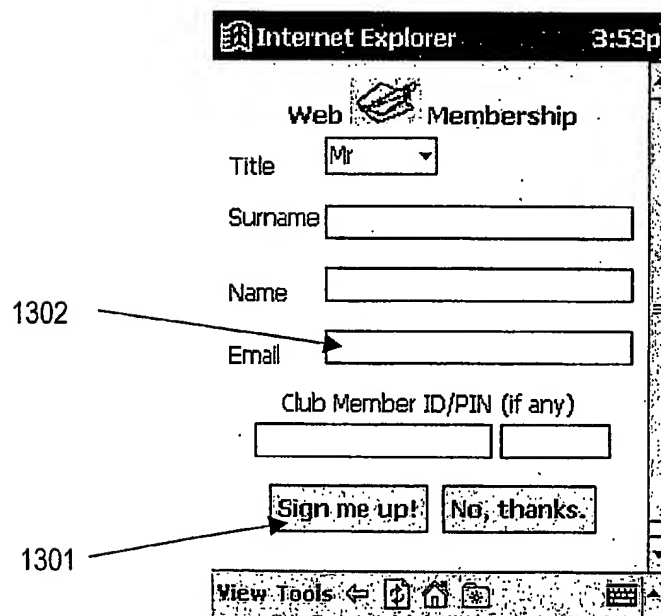 Internet Explorer 3:53p
Web Membership
Title Mr
Surname
Name
1302
Email
Club Member ID/PIN (if any)
Sign me up! No, thanks.
1301
View Tools